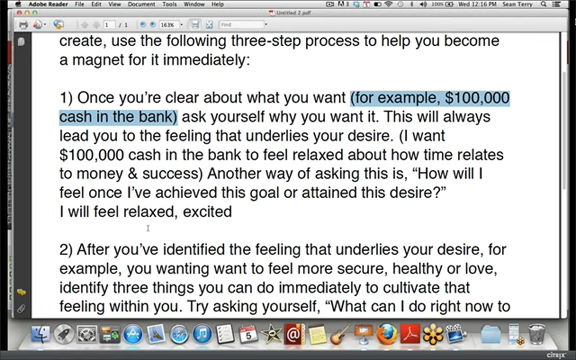 Adobe Reader File Edit View Document Tools Window Help Wed 12:16 PM Sean Terry
Untitled 2.pdf
1 / 1 163% Find
create, use the following three-step process to help you become
a magnet for it immediately:
1) Once you're clear about what you want (for example, $100,000
cash in the bank) ask yourself why you want it. This will always
lead you to the feeling that underlies your desire. (I want
$100,000 cash in the bank to feel relaxed about how time relates
to money & success) Another way of asking this is, "How will I
feel once I've achieved this goal or attained this desire?"
I will feel relaxed, excited
2) After you've identified the feeling that underlies your desire, for
example, you wanting want to feel more secure, healthy or love,
identify three things you can do immediately to cultivate that
feeling within you. Try asking yourself, "What can I do right now to
5
citrix